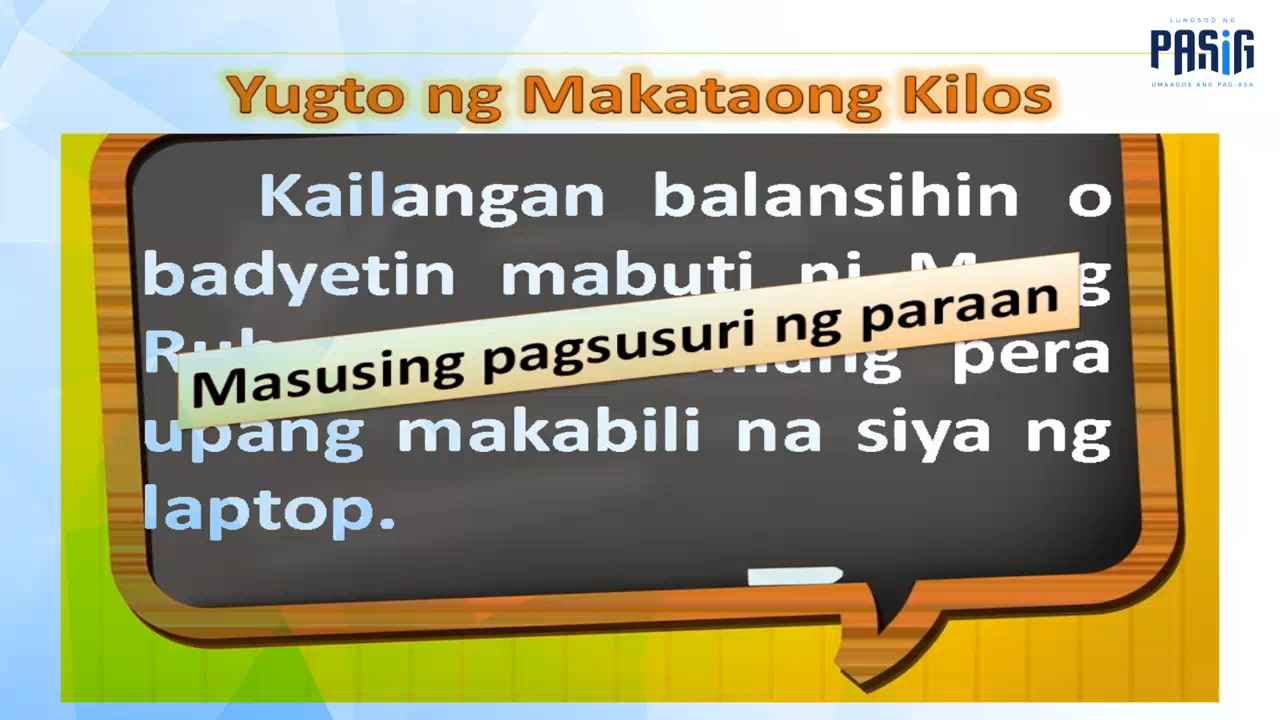 LUNGSOD NG
PASiG
UMAAGOS ANG PAG-ASA
Yugto ng Makataong Kilos
Kailangan balansihin o
badyetin mabuti ni
Masusing pagsusuri ng paraan
pera
upang makabili na siya ng
laptop.